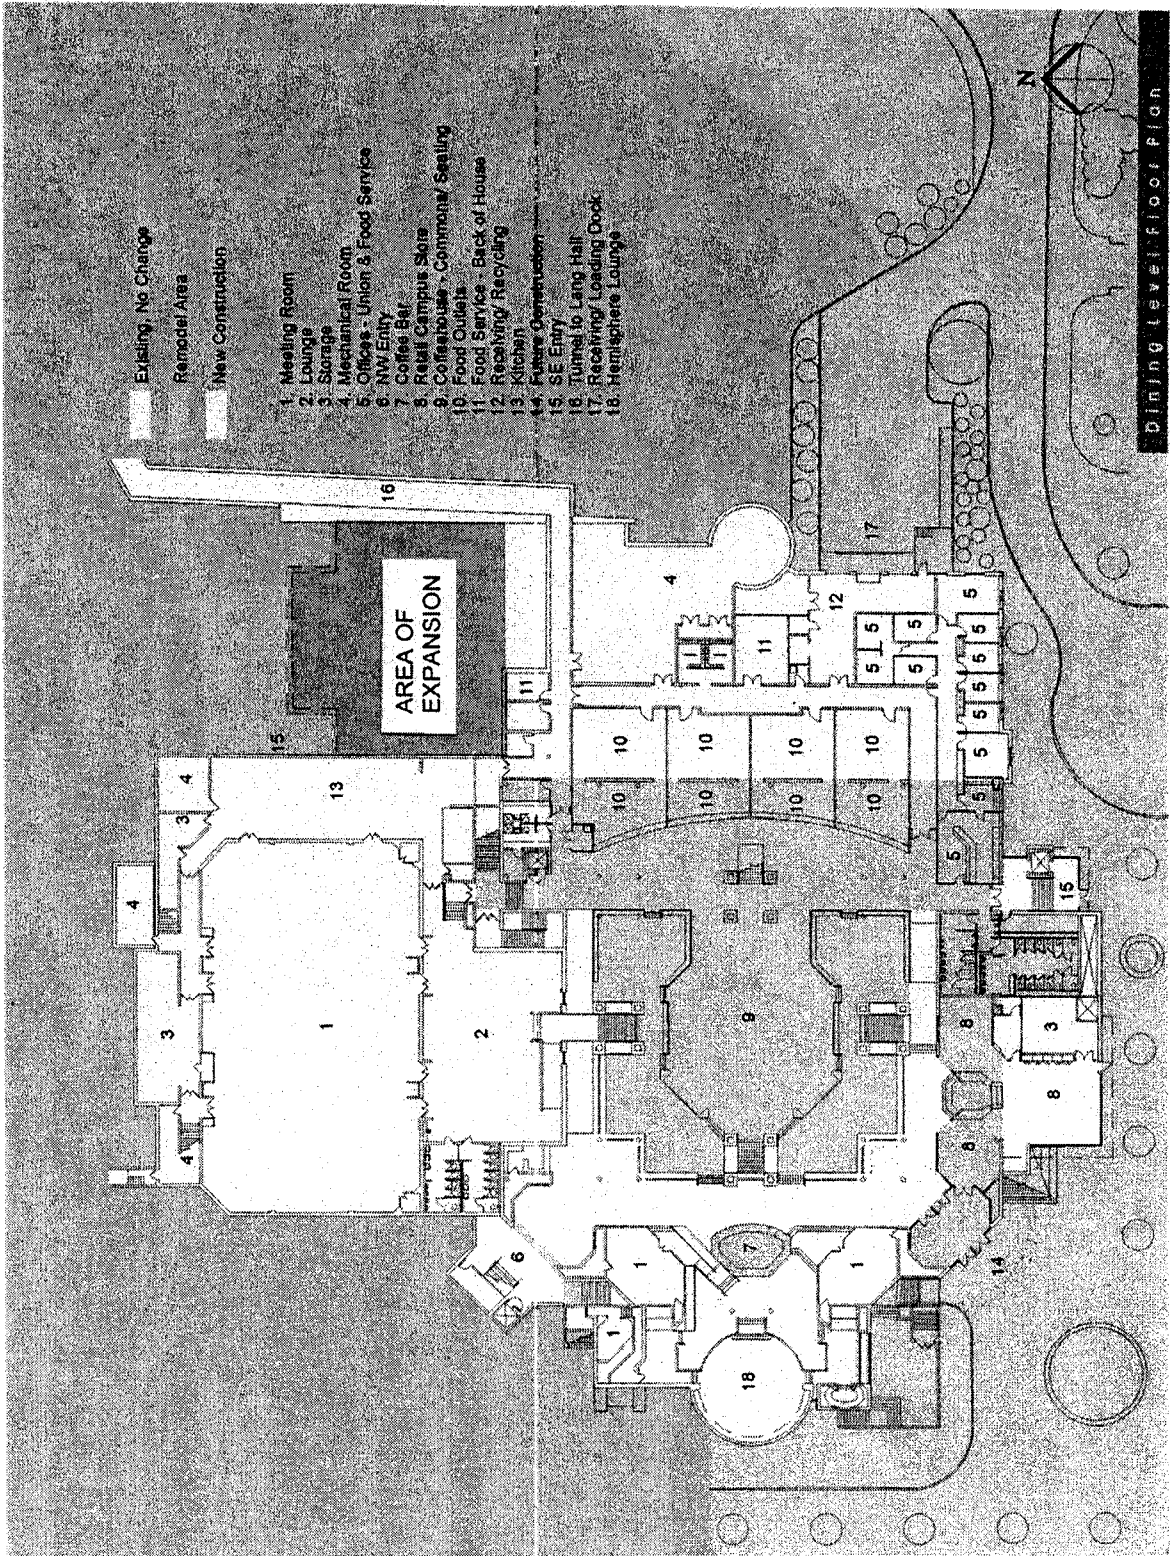 Existing, No Change
Remodel Area
New Construction
1. Meeting Room
2. Lounge
3. Storage
4. Mechanical Room
5. Offices - Union & Food Service
6. NW Entry
7. Coffee Bar
8. Retail Campus Store
9. Coffeehouse - Commons/ Seating
10. Food Outlets
11. Food Service - Back of House
12. Receiving/ Recycling
13. Kitchen
14. Future Construction
15. SE Entry
16. Tunnel to Lang Hall
17. Receiving/ Loading Dock
18. Hemisphere Lounge
N
Dining Level Floor Plan
AREA OF
EXPANSION
16
15
4
3
13
11
4
4
3
4
1
2
6
1
1
1
18
7
9
10
10
10
10
10
10
10
10
11
12
17
5
5
5
5
5
5
5
5
5
5
5
5
15
8
3
8
8
14